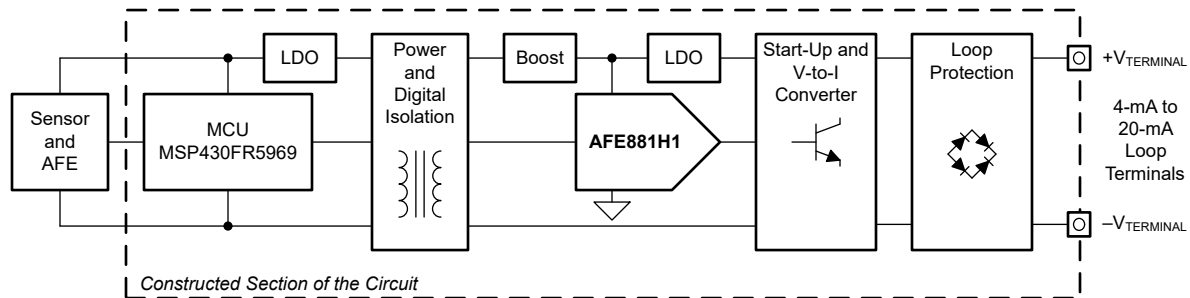 LDO
Power
and
Digital
Isolation
Boost
LDO
Start-Up and
V-to-I
Converter
Loop
Protection
+VTERMINAL
Sensor
and
AFE
MCU
MSP430FR5969
AFE881H1
4-mA to
20-mA
Loop
Terminals
–VTERMINAL
Constructed Section of the Circuit